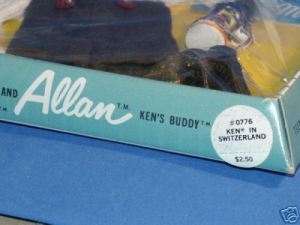 AND Allan T.M. KEN'S BUDDY T.M.
T.M.
#0776
KEN® IN
SWITZERLAND
$2.50